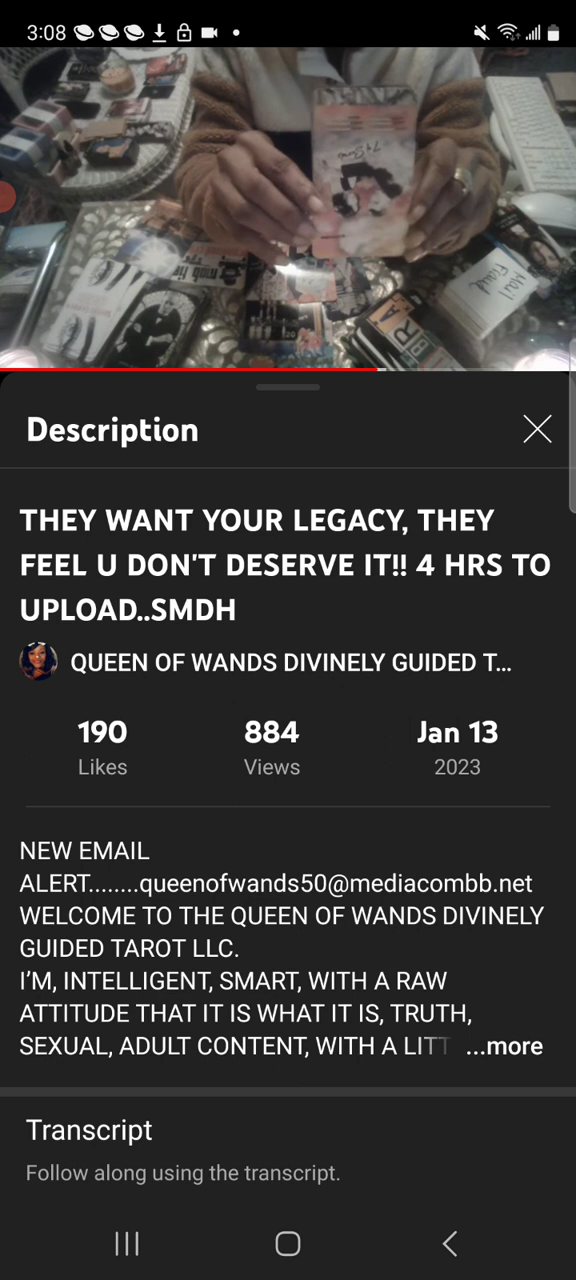 3:08
Mail
Fraud
20
Description
THEY WANT YOUR LEGACY, THEY
FEEL U DON'T DESERVE IT!! 4 HRS TO
UPLOAD..SMDH
QUEEN OF WANDS DIVINELY GUIDED T...
190 884 Jan 13
Likes Views 2023
NEW EMAIL
ALERT........queenofwands50@mediacombb.net
WELCOME TO THE QUEEN OF WANDS DIVINELY
GUIDED TAROT LLC.
I'M, INTELLIGENT, SMART, WITH A RAW
ATTITUDE THAT IT IS WHAT IT IS, TRUTH,
SEXUAL, ADULT CONTENT, WITH A LITT ...more
Transcript
Follow along using the transcript.